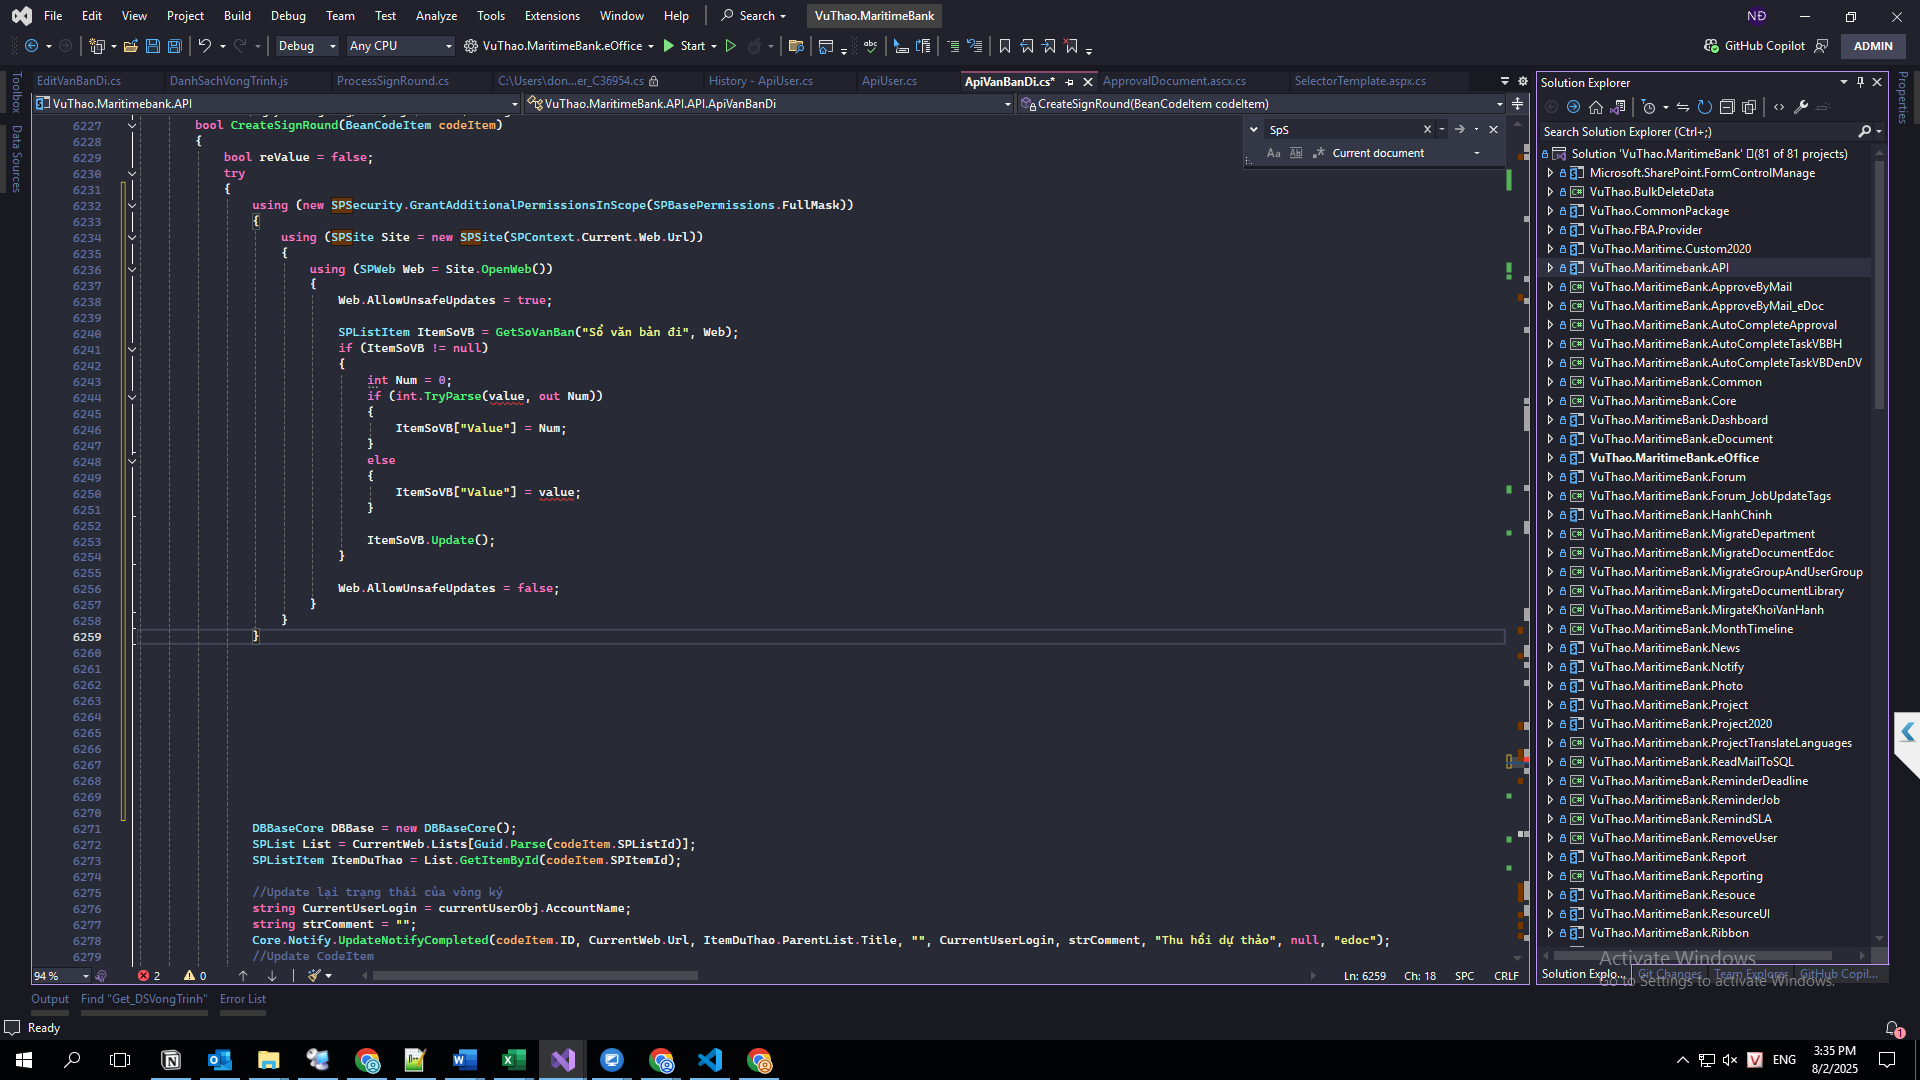 File Edit View Project Build Debug Team Test Analyze Tools Extensions Window Help Search VuThao.MaritimeBank NĐ
Debug Any CPU VuThao.MaritimeBank.eOffice Start GitHub Copilot ADMIN
EditVanBanDi.cs DanhSachVongTrinh.js ProcessSignRound.cs C:\Users\don...er_C36954.cs History - ApiUser.cs ApiUser.cs ApiVanBanDi.cs* ApprovalDocument.ascx.cs SelectorTemplate.aspx.cs
VuThao.Maritimebank.API VuThao.MaritimeBank.API.API.ApiVanBanDi CreateSignRound(BeanCodeItem codeItem)
Toolbox
Data Sources
SpS
Aa Ab Current document
6227 bool CreateSignRound(BeanCodeItem codeItem)
6228 {
6229 bool reValue = false;
6230 try
6231 {
6232 using (new SPSecurity.GrantAdditionalPermissionsInScope(SPBasePermissions.FullMask))
6233 {
6234 using (SPSite Site = new SPSite(SPContext.Current.Web.Url))
6235 {
6236 using (SPWeb Web = Site.OpenWeb())
6237 {
6238 Web.AllowUnsafeUpdates = true;
6239
6240 SPListItem ItemSoVB = GetSoVanBan("Sổ văn bản đi", Web);
6241 if (ItemSoVB != null)
6242 {
6243 int Num = 0;
6244 if (int.TryParse(value, out Num))
6245 {
6246 ItemSoVB["Value"] = Num;
6247 }
6248 else
6249 {
6250 ItemSoVB["Value"] = value;
6251 }
6252
6253 ItemSoVB.Update();
6254 }
6255
6256 Web.AllowUnsafeUpdates = false;
6257 }
6258 }
6259 }
6260
6261
6262
6263
6264
6265
6266
6267
6268
6269
6270
6271 DBBaseCore DBBase = new DBBaseCore();
6272 SPList List = CurrentWeb.Lists[Guid.Parse(codeItem.SPListId)];
6273 SPListItem ItemDuThao = List.GetItemById(codeItem.SPItemId);
6274
6275 //Update lại trạng thái của vòng ký
6276 string CurrentUserLogin = currentUserObj.AccountName;
6277 string strComment = "";
6278 Core.Notify.UpdateNotifyCompleted(codeItem.ID, CurrentWeb.Url, ItemDuThao.ParentList.Title, "", CurrentUserLogin, strComment, "Thu hồi dự thảo", null, "edoc");
6279 //Update CodeItem
94 % 2 0 Ln: 6259 Ch: 18 SPC CRLF
Output Find "Get_DSVongTrinh" Error List
Ready
Solution Explorer
Search Solution Explorer (Ctrl+;)
Solution 'VuThao.MaritimeBank' (81 of 81 projects)
Microsoft.SharePoint.FormControlManage
VuThao.BulkDeleteData
VuThao.CommonPackage
VuThao.FBA.Provider
VuThao.Maritime.Custom2020
VuThao.Maritimebank.API
VuThao.MaritimeBank.ApproveByMail
VuThao.MaritimeBank.ApproveByMail_eDoc
VuThao.MaritimeBank.AutoCompleteApproval
VuThao.MaritimeBank.AutoCompleteTaskVBBH
VuThao.MaritimeBank.AutoCompleteTaskVBDenDV
VuThao.MaritimeBank.Common
VuThao.MaritimeBank.Core
VuThao.MaritimeBank.Dashboard
VuThao.MaritimeBank.eDocument
VuThao.MaritimeBank.eOffice
VuThao.MaritimeBank.Forum
VuThao.MaritimeBank.Forum_JobUpdateTags
VuThao.MaritimeBank.HanhChinh
VuThao.MaritimeBank.MigrateDepartment
VuThao.MaritimeBank.MigrateDocumentEdoc
VuThao.MaritimeBank.MigrateGroupAndUserGroup
VuThao.MaritimeBank.MirgateDocumentLibrary
VuThao.MaritimeBank.MirgateKhoiVanHanh
VuThao.MaritimeBank.MonthTimeline
VuThao.MaritimeBank.News
VuThao.MaritimeBank.Notify
VuThao.MaritimeBank.Photo
VuThao.MaritimeBank.Project
VuThao.MaritimeBank.Project2020
VuThao.Maritimebank.ProjectTranslateLanguages
VuThao.MaritimeBank.ReadMailToSQL
VuThao.MaritimeBank.ReminderDeadline
VuThao.MaritimeBank.ReminderJob
VuThao.MaritimeBank.RemindSLA
VuThao.MaritimeBank.RemoveUser
VuThao.MaritimeBank.Report
VuThao.MaritimeBank.Reporting
VuThao.MaritimeBank.Resouce
VuThao.MaritimeBank.ResourceUI
VuThao.MaritimeBank.Ribbon
Solution Explo... Git Changes Team Explorer GitHub Copil...
Activate Windows
Go to Settings to activate Windows.
Properties
1
ENG 3:35 PM
8/2/2025